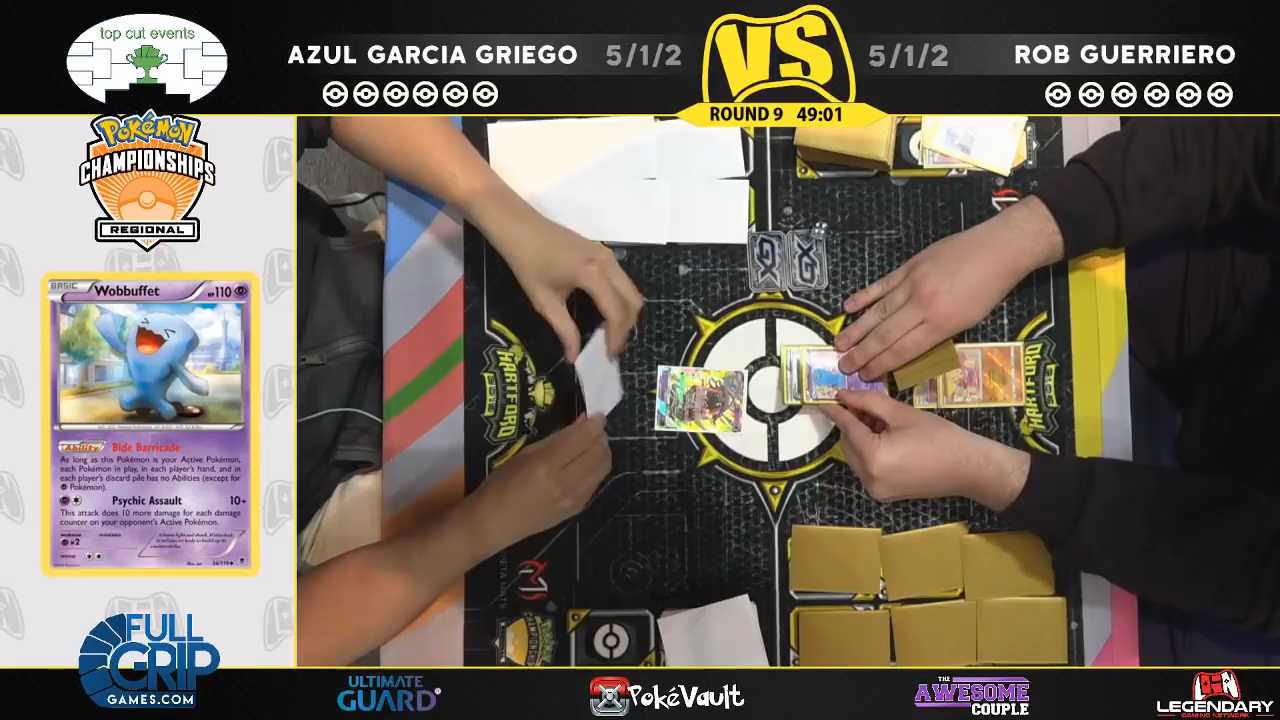 top cut events
AZUL GARCIA GRIEGO 5/1/2 VS 5/1/2 ROB GUERRIERO
ROUND 9 49:01
Pokémon
CHAMPIONSHIPS
REGIONAL
BASIC Wobbuffet HP110
Ability Bide Barricade
As long as this Pokémon is your Active Pokémon,
each Pokémon in play, in each player's hand, and in
each player's discard pile has no Abilities (except for
Pokémon).
Psychic Assault 10+
This attack does 10 more damage for each damage
counter on your opponent's Active Pokémon.
weakness resistance
×2
retreat
GX GX
HARTFORD
HARTFORD
FULL
GRIP
GAMES.COM
ULTIMATE
GUARD
PokéVault
THE
AWESOME
COUPLE
LEGENDARY
GAMING NETWORK